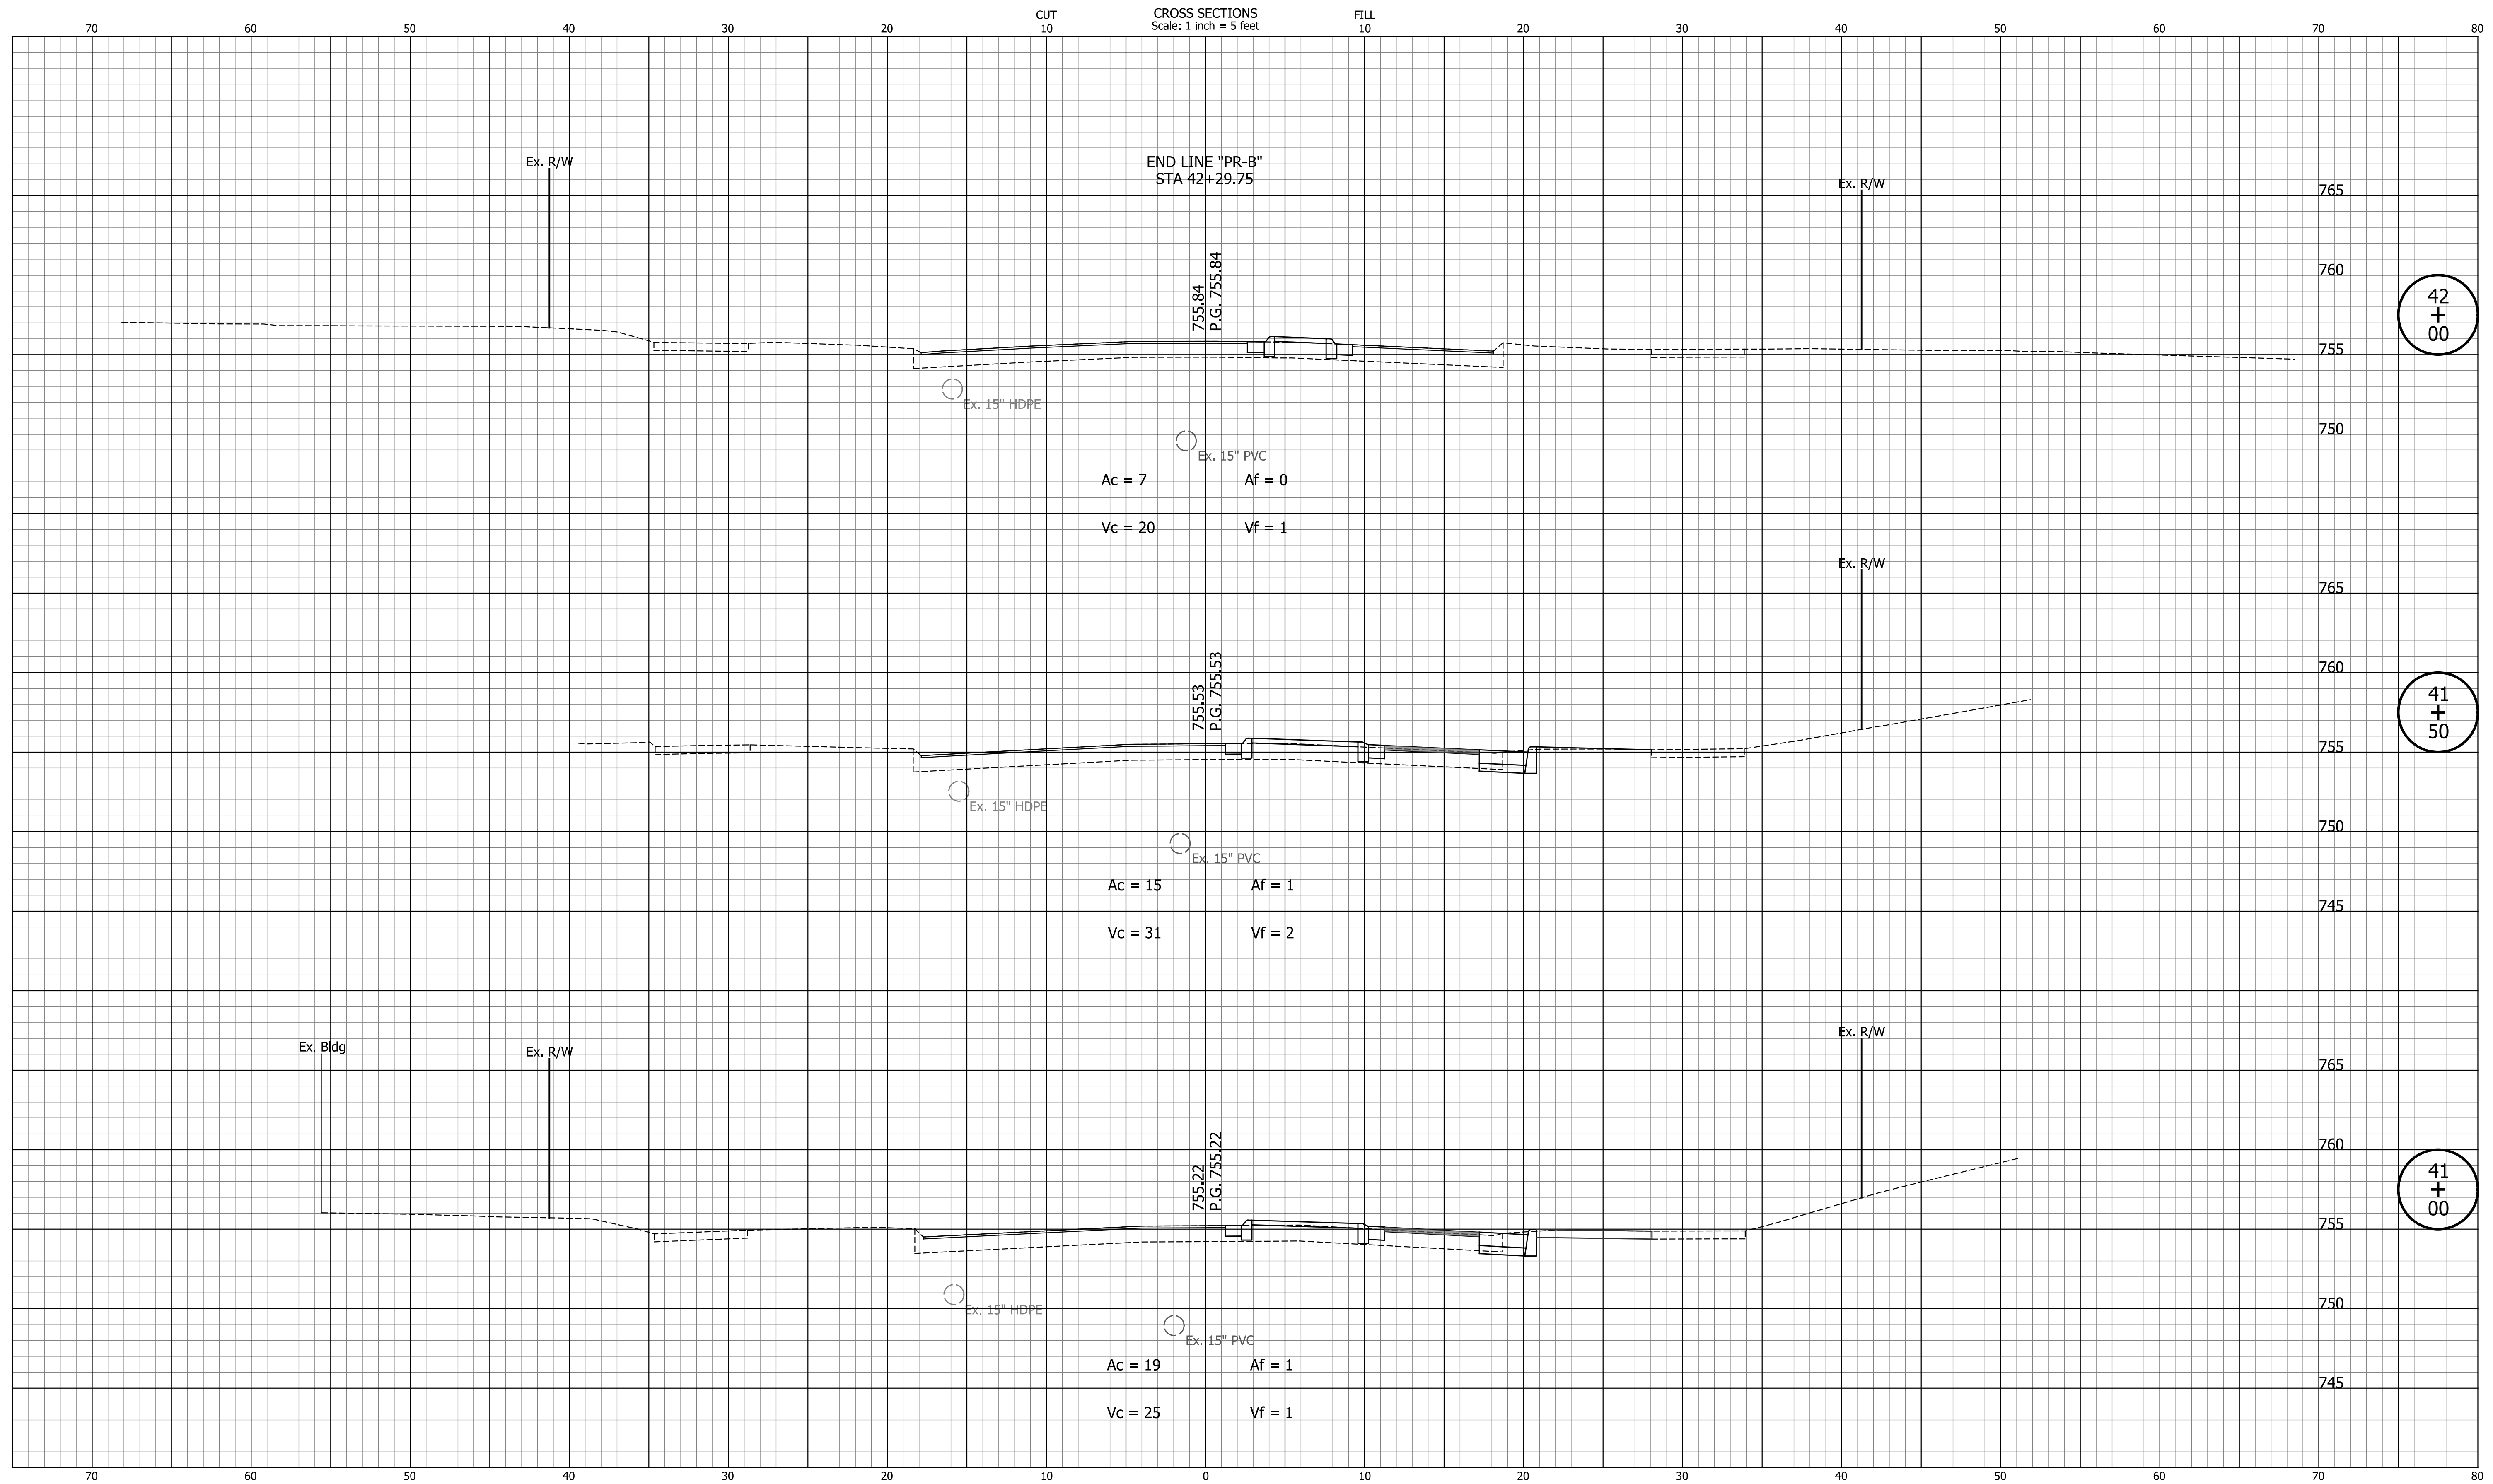 CUT
CROSS SECTIONS
FILL
Scale: 1 inch = 5 feet
70 60 50 40 30 20 10 10 20 30 40 50 60 70 80
Ex. R/W
END LINE "PR-B"
STA 42+29.75
Ex. R/W
765
760
755.84
P.G. 755.84
42
+
00
755
Ex. 15" HDPE
750
Ex. 15" PVC
Ac = 7
Af = 0
Vc = 20
Vf = 1
Ex. R/W
765
760
755.53
P.G. 755.53
41
+
50
755
Ex. 15" HDPE
750
Ex. 15" PVC
Ac = 15
Af = 1
745
Vc = 31
Vf = 2
Ex. Bldg
Ex. R/W
Ex. R/W
765
760
755.22
P.G. 755.22
41
+
00
755
Ex. 15" HDPE
750
Ex. 15" PVC
Ac = 19
Af = 1
745
Vc = 25
Vf = 1
70 60 50 40 30 20 10 0 10 20 30 40 50 60 70 80